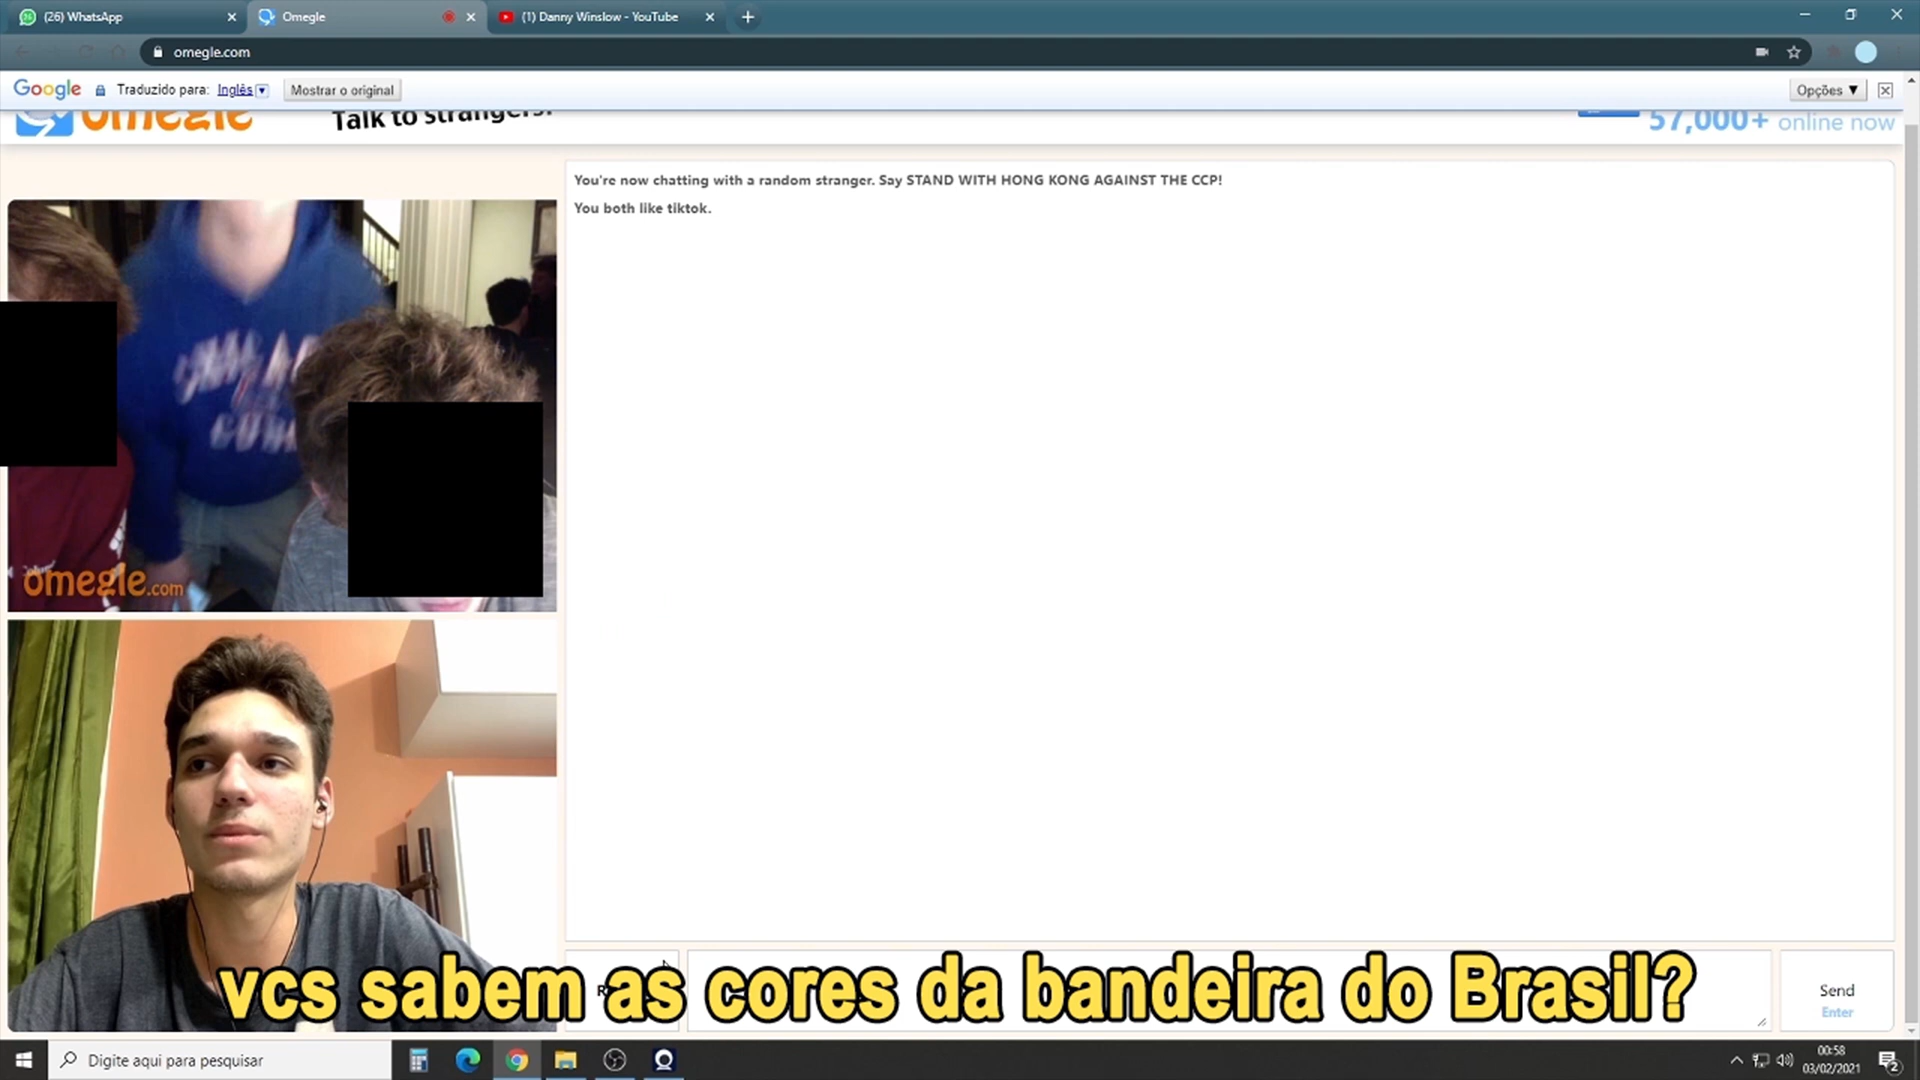 (26) WhatsApp
Omegle
(1) Danny Winslow - YouTube
omegle.com
Google
Traduzido para: Inglês
Mostrar o original
Opções
omegle
Talk to strangers!
57,000+ online now
You're now chatting with a random stranger. Say STAND WITH HONG KONG AGAINST THE CCP!
You both like tiktok.
omegle.com
vcs sabem as cores da bandeira do Brasil?
Send
Enter
Digite aqui para pesquisar
00:58
03/02/2021
2